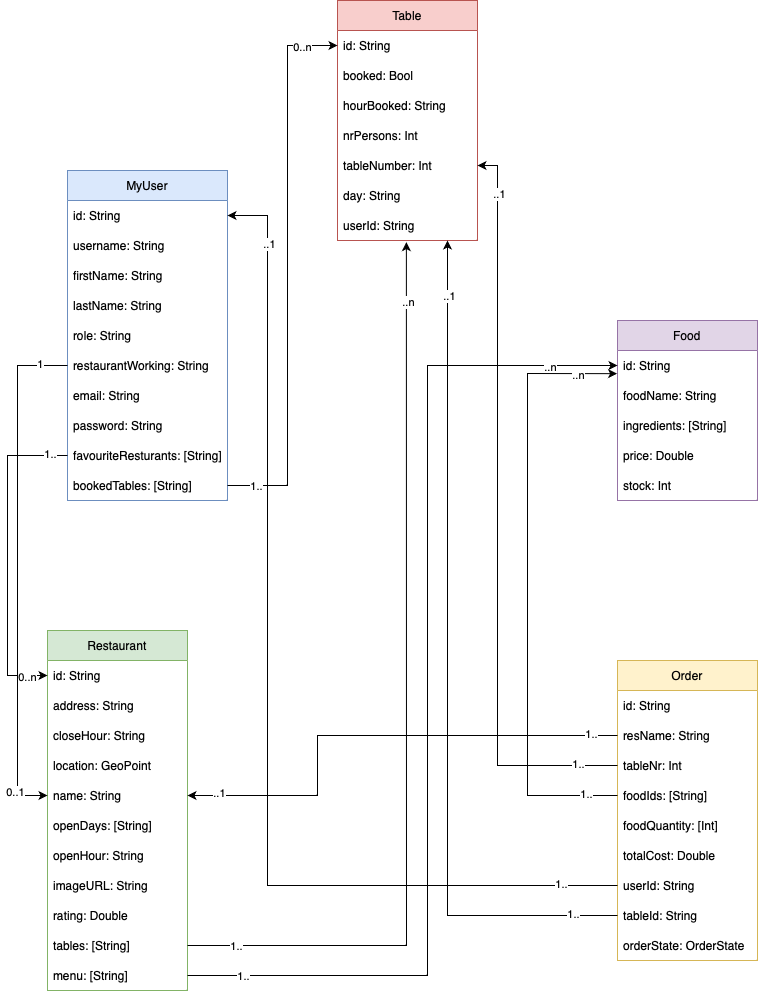 Table
id: String
booked: Bool
hourBooked: String
nrPersons: Int
tableNumber: Int
day: String
userId: String
MyUser
id: String
username: String
firstName: String
lastName: String
role: String
restaurantWorking: String
email: String
password: String
favouriteResturants: [String]
bookedTables: [String]
Food
id: String
foodName: String
ingredients: [String]
price: Double
stock: Int
Restaurant
id: String
address: String
closeHour: String
location: GeoPoint
name: String
openDays: [String]
openHour: String
imageURL: String
rating: Double
tables: [String]
menu: [String]
Order
id: String
resName: String
tableNr: Int
foodIds: [String]
foodQuantity: [Int]
totalCost: Double
userId: String
tableId: String
orderState: OrderState
0..n
..1
..1
..n
..1
1
..n
..n
1..
1..
0..n
1..
1..
0..1
..1
1..
1..
1..
1..
1..